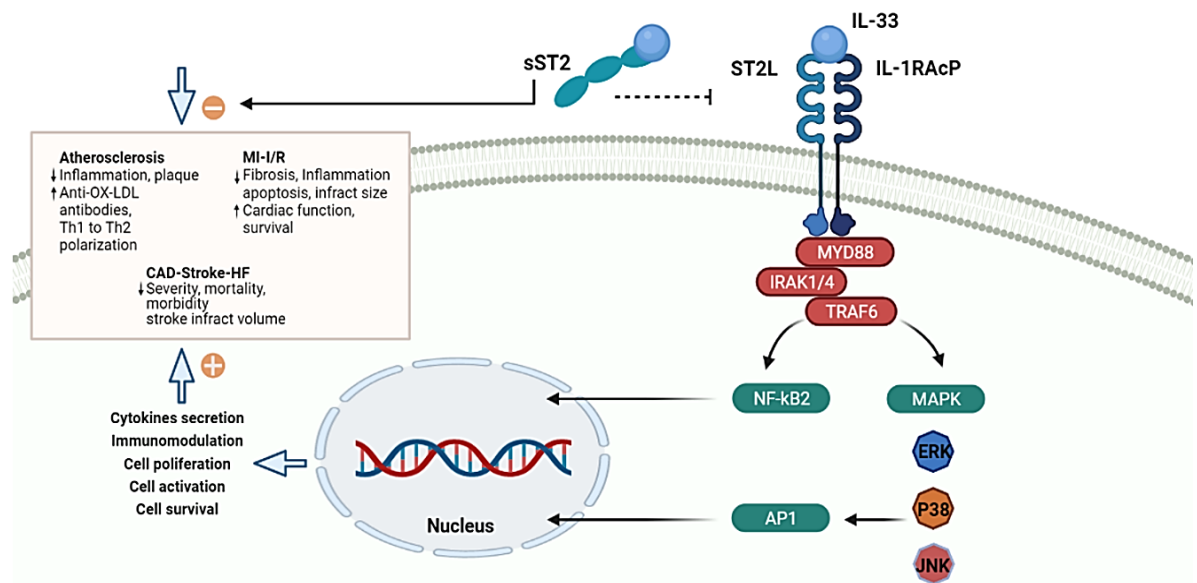 IL-33
sST2
ST2L
IL-1RAcP
Atherosclerosis
↓Inflammation, plaque
↑Anti-OX-LDL
antibodies,
Th1 to Th2
polarization
MI-I/R
↓Fibrosis, Inflammation
apoptosis, infract size
↑Cardiac function,
survival
CAD-Stroke-HF
↓Severity, mortality,
morbidity
stroke infract volume
MYD88
IRAK1/4
TRAF6
NF-kB2
MAPK
ERK
P38
JNK
AP1
Cytokines secretion
Immunomodulation
Cell poliferation
Cell activation
Cell survival
Nucleus